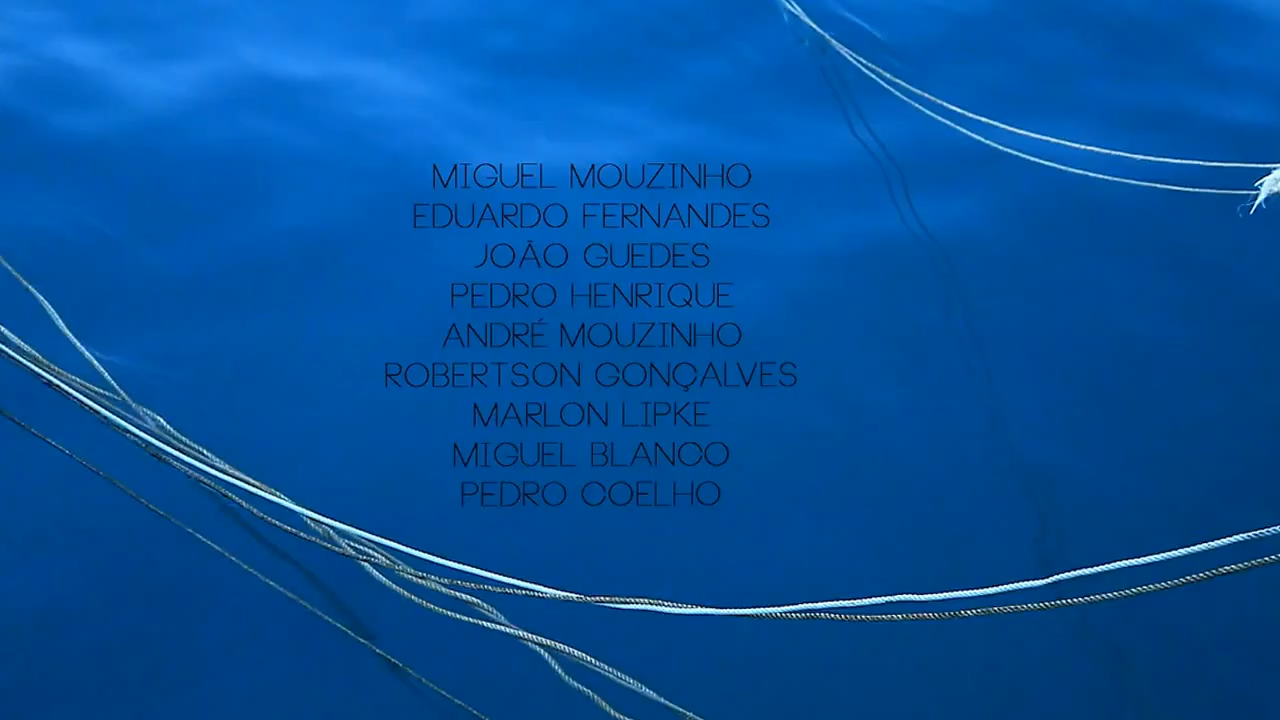 MIGUEL MOUZINHO
EDUARDO FERNANDES
JOÃO GUEDES
PEDRO HENRIQUE
ANDRÉ MOUZINHO
ROBERTSON GONÇALVES
MARLON LIPKE
MIGUEL BLANCO
PEDRO COELHO